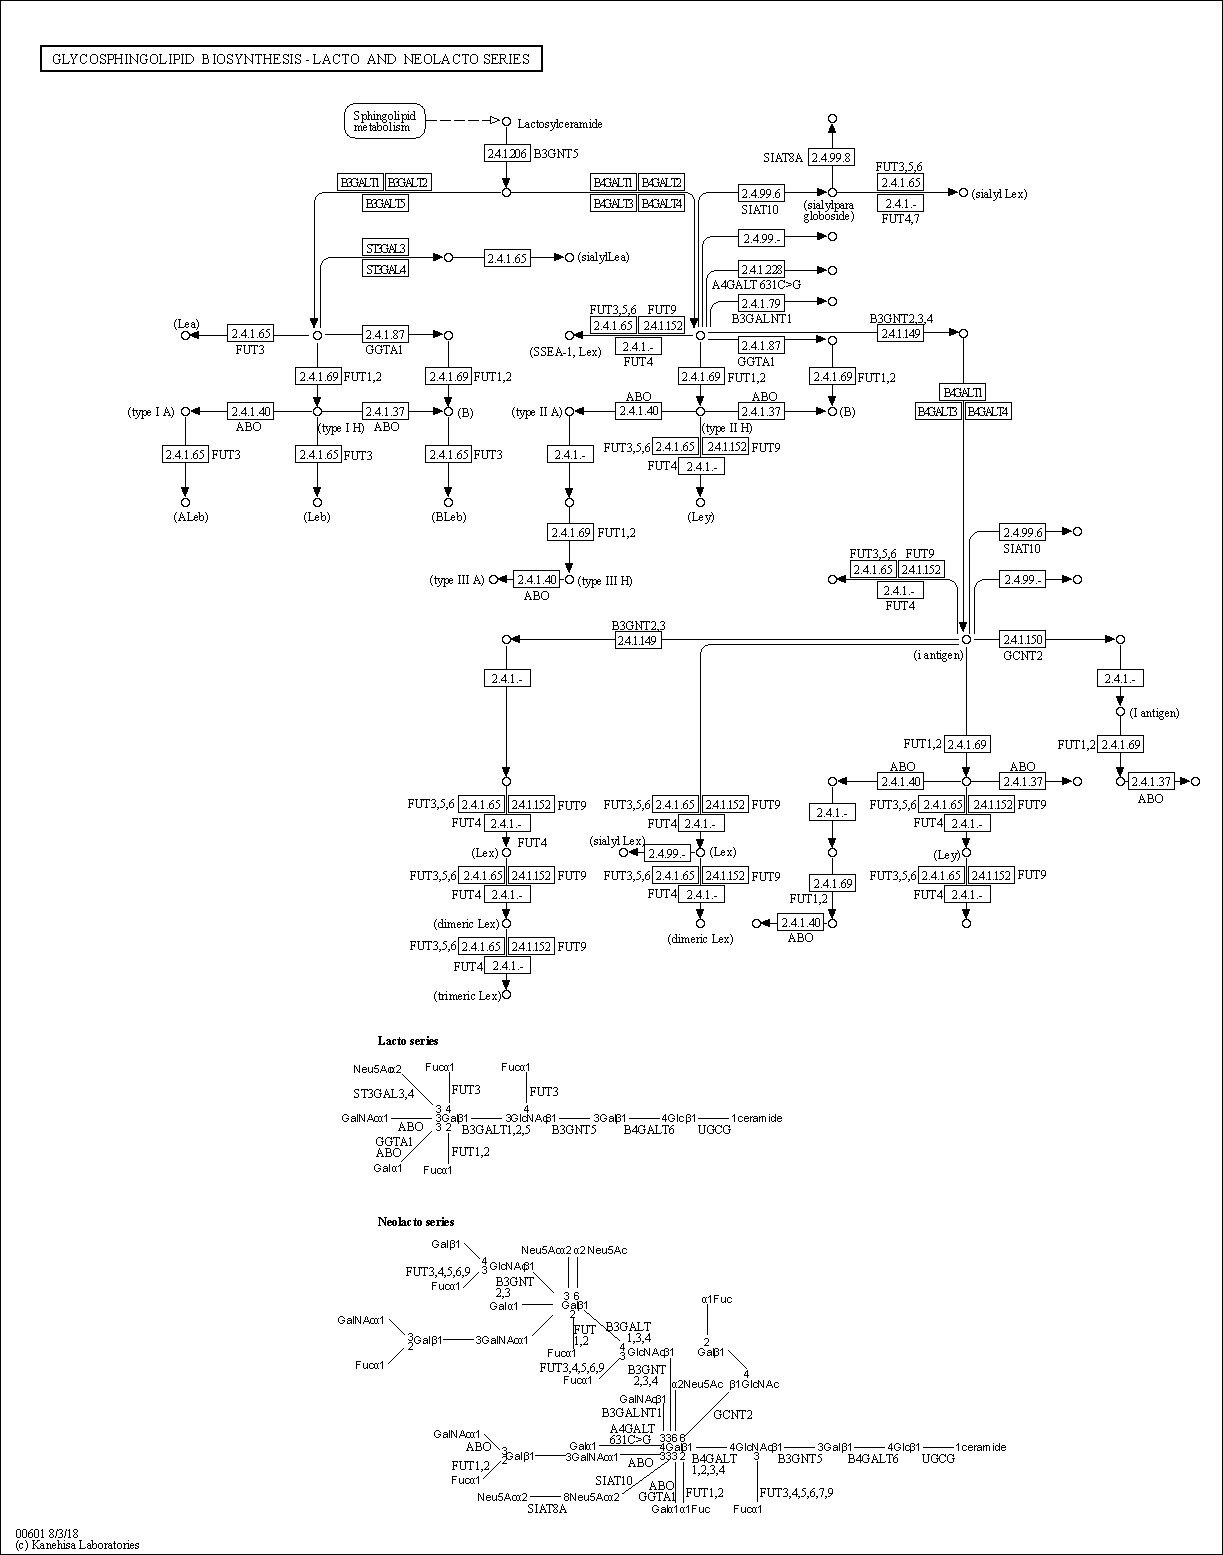 GLYCOSPHINGOLIPID BIOSYNTHESIS - LACTO AND NEOLACTO SERIES
Sphingolipid
metabolism
Lactosylceramide
2.4.1.206 B3GNT5
SIAT8A 2.4.99.8
FUT3,5,6
B3GALT1 B3GALT2
B3GALT5
B4GALT1 B4GALT2
B4GALT3 B4GALT4
2.4.99.6
SIAT10
(sialylpara
globoside)
2.4.1.65
2.4.1.-
FUT4,7
(sialyl Lex)
2.4.99.-
ST3GAL3
ST3GAL4
2.4.1.65
(sialylLea)
2.4.1.228
A4GALT 631C>G
2.4.1.79
B3GALNT1
(Lea)
2.4.1.65
FUT3
2.4.1.87
GGTA1
FUT3,5,6 FUT9
2.4.1.65 2.4.1.152
2.4.1.-
FUT4
(SSEA-1, Lex)
2.4.1.87
GGTA1
B3GNT2,3,4
2.4.1.149
2.4.1.69 FUT1,2
2.4.1.69 FUT1,2
2.4.1.69 FUT1,2
2.4.1.69 FUT1,2
B4GALT1
B4GALT3 B4GALT4
(type I A)
2.4.1.40
ABO
(type I H)
2.4.1.37
ABO
(B)
(type II A)
ABO
2.4.1.40
(type II H)
ABO
2.4.1.37
(B)
2.4.1.65 FUT3
2.4.1.65 FUT3
2.4.1.65 FUT3
2.4.1.-
FUT3,5,6 2.4.1.65 2.4.1.152 FUT9
FUT4 2.4.1.-
(ALeb)
(Leb)
(BLeb)
(Ley)
2.4.1.69 FUT1,2
2.4.99.6
SIAT10
(type III A)
2.4.1.40
ABO
(type III H)
FUT3,5,6 FUT9
2.4.1.65 2.4.1.152
2.4.1.-
FUT4
2.4.99.-
B3GNT2,3
2.4.1.149
(i antigen)
2.4.1.150
GCNT2
2.4.1.-
2.4.1.-
(I antigen)
FUT1,2 2.4.1.69
FUT1,2 2.4.1.69
ABO
2.4.1.40
ABO
2.4.1.37
2.4.1.37
ABO
FUT3,5,6 2.4.1.65 2.4.1.152 FUT9
FUT4 2.4.1.-
FUT4
FUT3,5,6 2.4.1.65 2.4.1.152 FUT9
FUT4 2.4.1.-
2.4.1.-
FUT3,5,6 2.4.1.65 2.4.1.152 FUT9
FUT4 2.4.1.-
(Lex)
(sialyl Lex)
2.4.99.-
(Lex)
(Ley)
FUT3,5,6 2.4.1.65 2.4.1.152 FUT9
FUT4 2.4.1.-
FUT3,5,6 2.4.1.65 2.4.1.152 FUT9
FUT4 2.4.1.-
2.4.1.69
FUT1,2
FUT3,5,6 2.4.1.65 2.4.1.152 FUT9
FUT4 2.4.1.-
(dimeric Lex)
(dimeric Lex)
2.4.1.40
ABO
FUT3,5,6 2.4.1.65 2.4.1.152 FUT9
FUT4 2.4.1.-
(trimeric Lex)
Lacto series
Neu5Acα2
Fucα1
Fucα1
ST3GAL3,4
FUT3
FUT3
3 4
4
GalNAcα1 3Galβ1 3GlcNAcβ1 3Galβ1 4Glcβ1 1ceramide
ABO 3 2 B3GALT1,2,5 B3GNT5 B4GALT6 UGCG
GGTA1
ABO
FUT1,2
Galα1
Fucα1
Neolacto series
Galβ1
Neu5Acα2 α2Neu5Ac
4
3 GlcNAcβ1
FUT3,4,5,6,9
Fucα1
B3GNT
2,3
3 6
Galα1 Galβ1
2
α1Fuc
GalNAcα1
FUT
1,2
B3GALT
1,3,4
3
2 Galβ1 3GalNAcα1
Fucα1
Fucα1
4
3 GlcNAcβ1
2
Galβ1
FUT3,4,5,6,9
Fucα1
B3GNT
2,3,4
4
α2Neu5Ac β1GlcNAc
GalNAcβ1
B3GALNT1
GCNT2
A4GALT
631C>G
GalNAcα1
ABO
3366
Galα1 4Galβ1 4GlcNAcβ1 3Galβ1 4Glcβ1 1ceramide
3
2 Galβ1 3GalNAcα1 3332
3
ABO
B4GALT
1,2,3,4
B3GNT5 B4GALT6 UGCG
FUT1,2
Fucα1
SIAT10
ABO
GGTA1
FUT1,2
FUT3,4,5,6,7,9
Neu5Acα2 8Neu5Acα2
SIAT8A
Galα1 α1Fuc
Fucα1
00601 8/3/18
(c) Kanehisa Laboratories